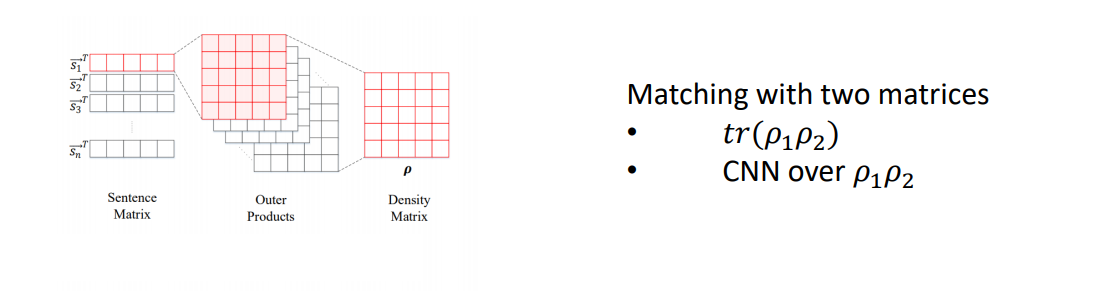 s₁ᵀ
s₂ᵀ
s₃ᵀ
sₙᵀ
ρ
Sentence
Matrix
Outer
Products
Density
Matrix
Matching with two matrices
• tr(ρ₁ρ₂)
• CNN over ρ₁ρ₂